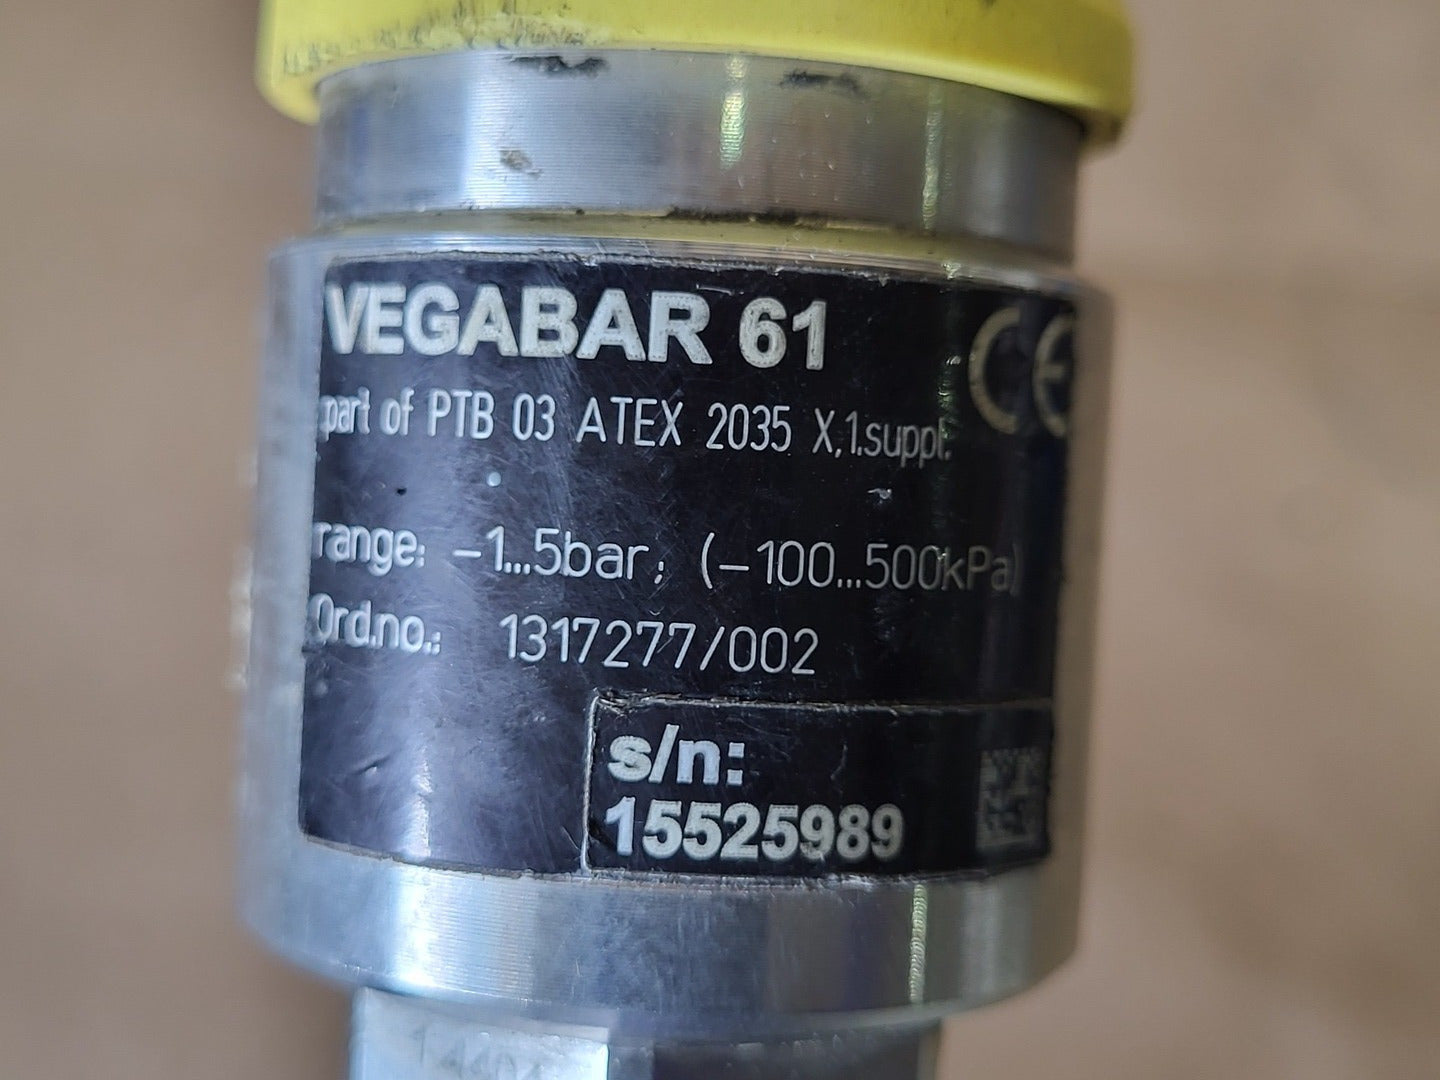 VEGABAR 61
CE
part of PTB 03 ATEX 2035 X,1.suppl.
range: -1...5bar; (-100...500kPa)
Ord.no.: 1317277/002
s/n:
15525989